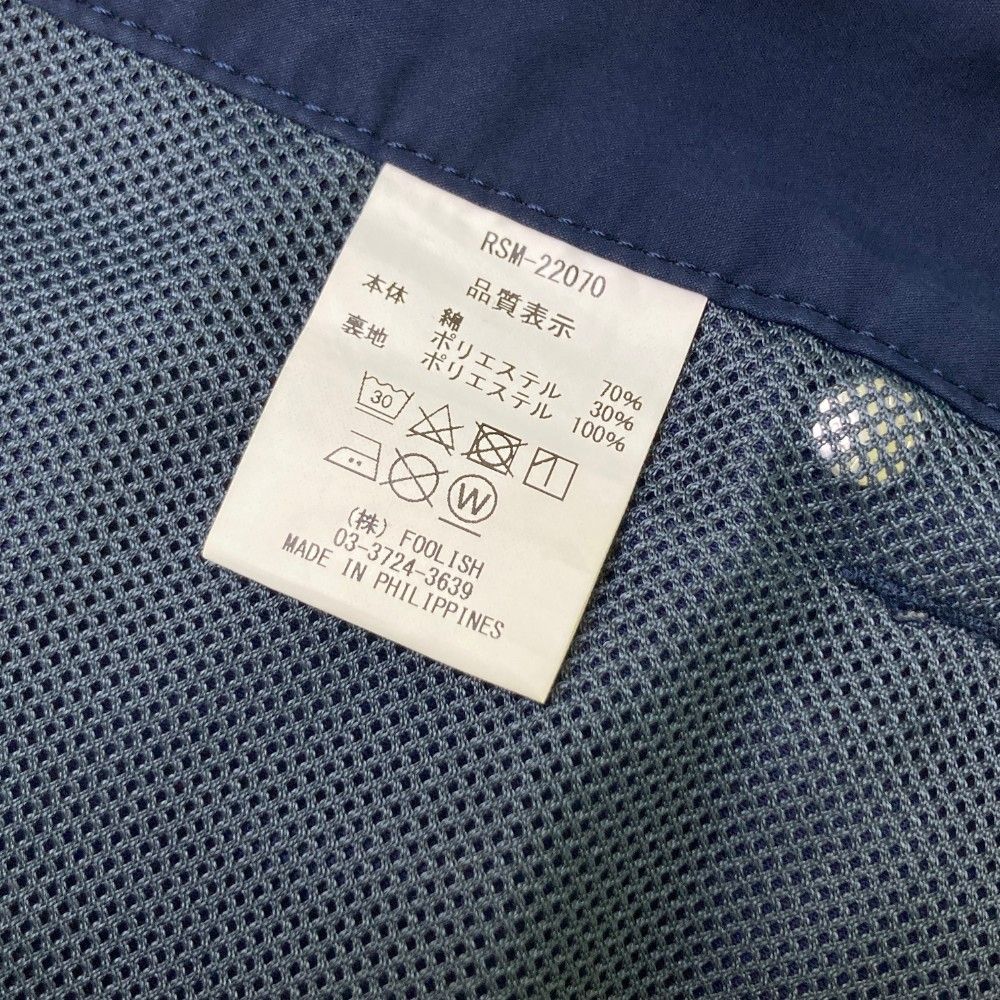 RSM-22070
品質表示
本体 綿 70%
ポリエステル 30%
裏地 ポリエステル 100%
30
W
(株) FOOLISH
03-3724-3639
MADE IN PHILIPPINES